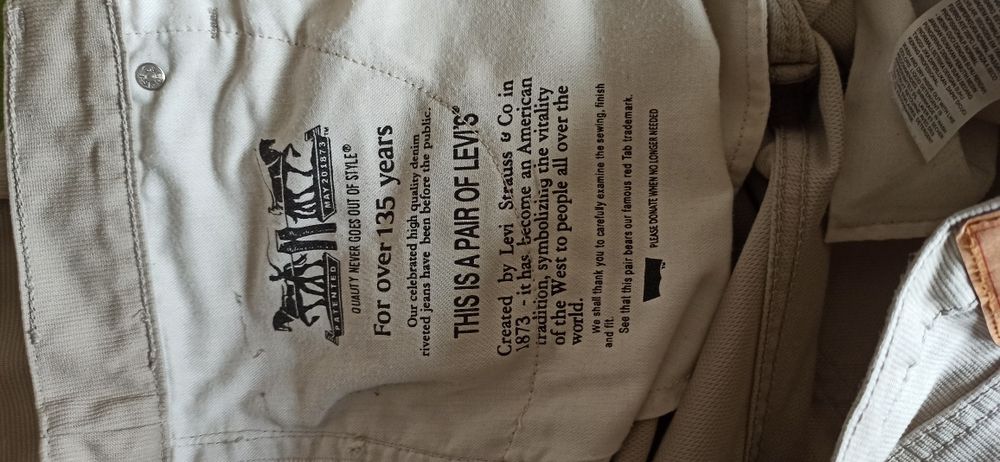 PATENTED MAY 20 1873 ™
QUALITY NEVER GOES OUT OF STYLE®
For over 135 years
Our celebrated high quality denim
riveted jeans have been before the public.
THIS IS A PAIR OF LEVI'S®
Created by Levi Strauss & Co in
1873 - it has become an American
tradition, symbolizing the vitality
of the West to people all over the
world.
We shall thank you to carefully examine the sewing, finish
and fit.
See that this pair bears our famous red Tab trademark.
PLEASE DONATE WHEN NO LONGER NEEDED
™